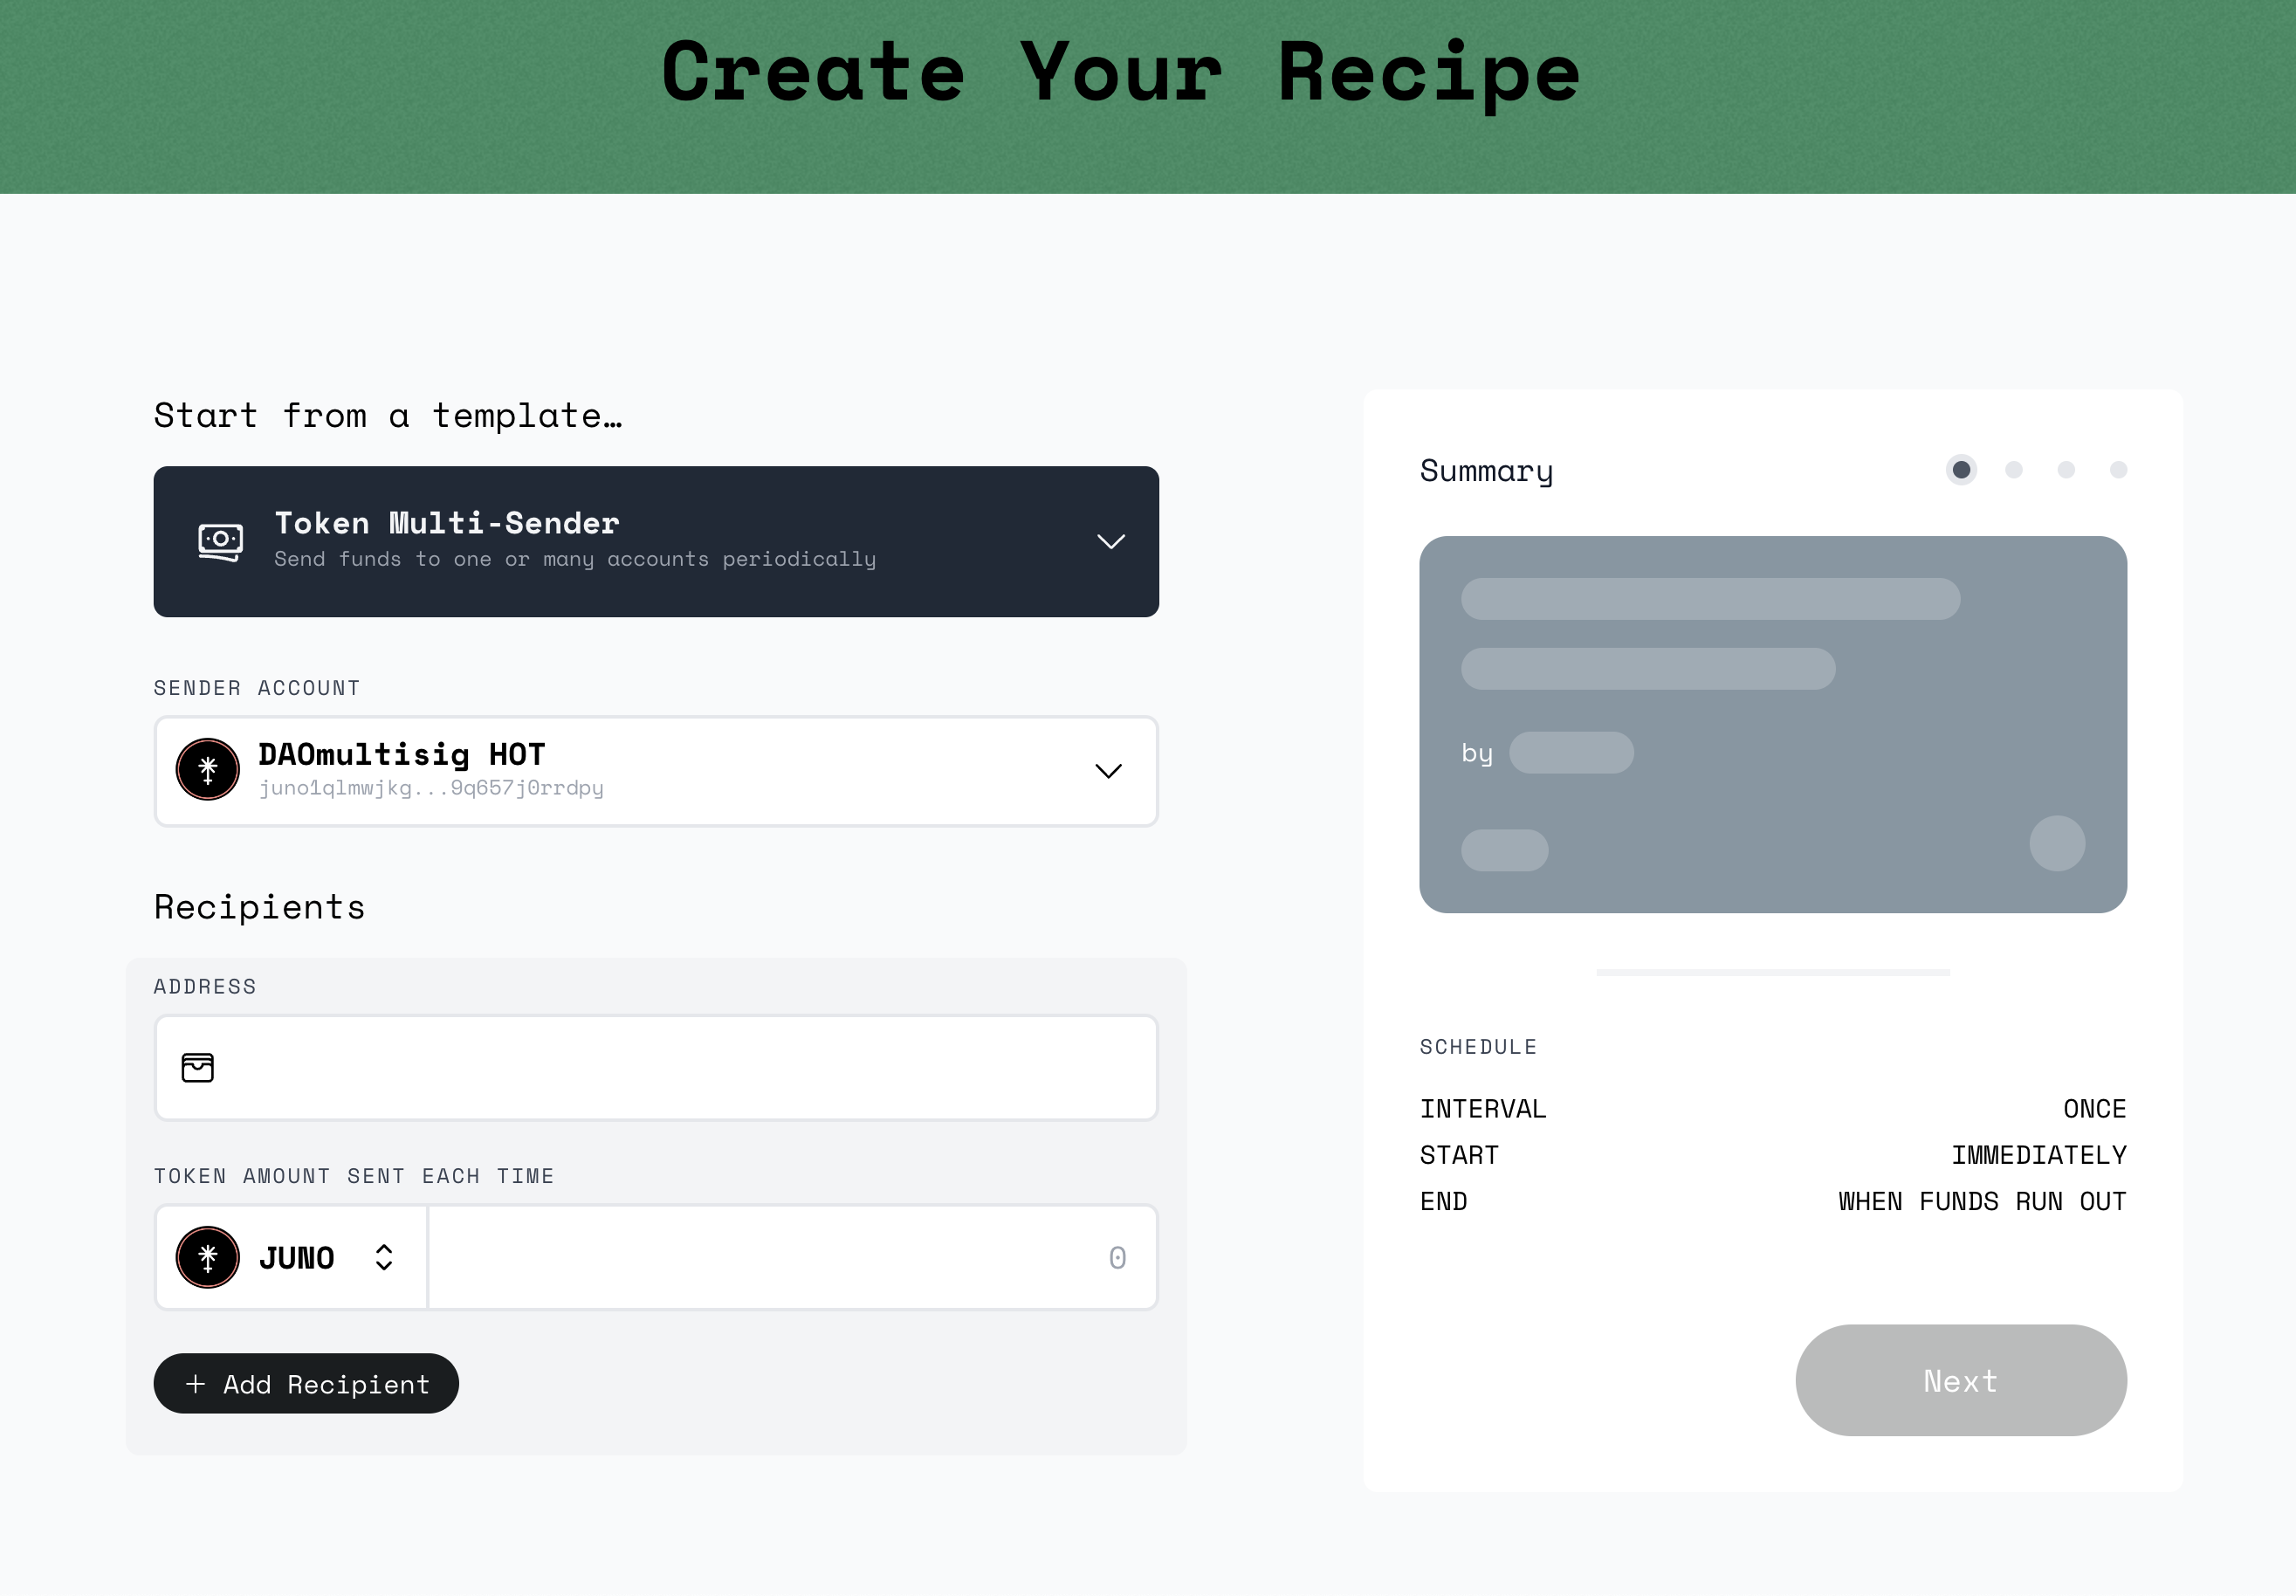 Create Your Recipe
Start from a template…
Token Multi-Sender
Send funds to one or many accounts periodically
SENDER ACCOUNT
DAOmultisig HOT
juno1qlmwjkg...9q657j0rrdpy
Recipients
ADDRESS
TOKEN AMOUNT SENT EACH TIME
JUNO
0
+ Add Recipient
Summary
by
SCHEDULE
INTERVAL ONCE
START IMMEDIATELY
END WHEN FUNDS RUN OUT
Next